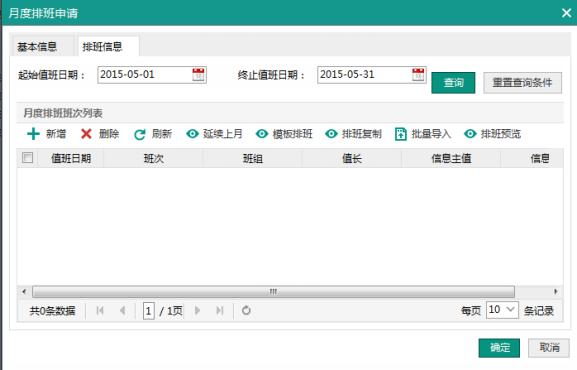 月度排班申请
基本信息 排班信息
起始值班日期： 2015-05-01 终止值班日期： 2015-05-31 查询 重置查询条件
月度排班班次列表
新增 删除 刷新 延续上月 模板排班 排班复制 批量导入 排班预览
值班日期 班次 班组 值长 信息主值 信息
共0条数据 1 / 1页 每页 10 条记录
确定 取消